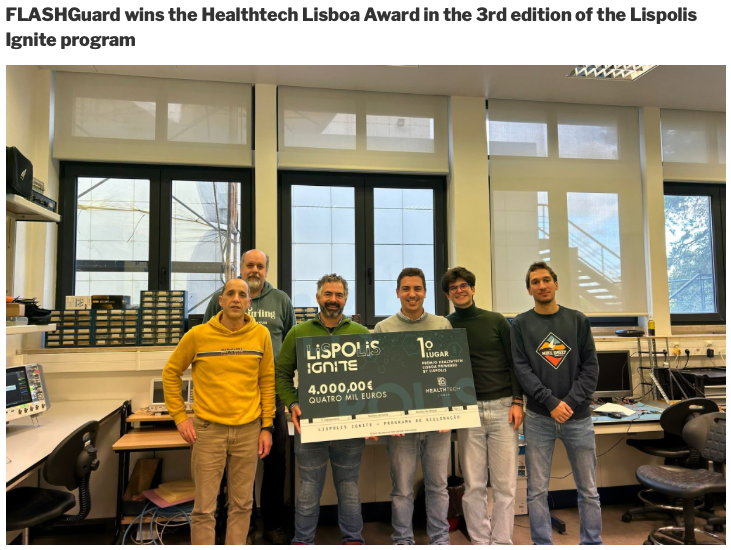 FLASHGuard wins the Healthtech Lisboa Award in the 3rd edition of the Lispolis
Ignite program
LISPOLIS
IGNITE
1º
LUGAR
PRÉMIO HEALTHTECH
LISBOA POWERED
BY LISPOLIS
4.000,00€
QUATRO MIL EUROS
HEALTHTECH
LISPOLIS IGNITE - PROGRAMA DE ACELERAÇÃO